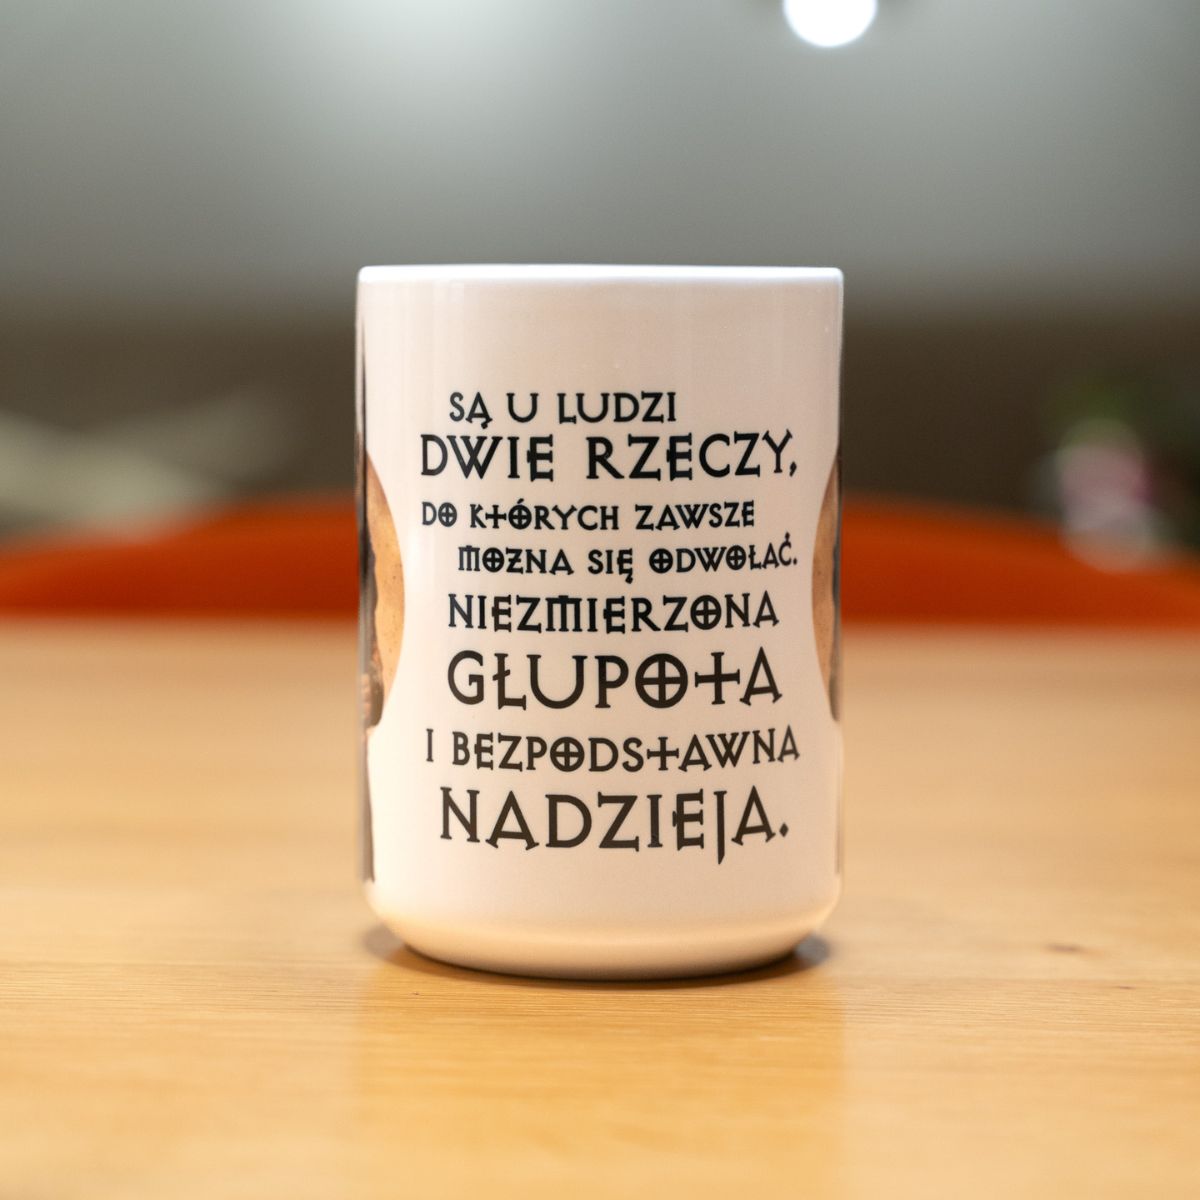 SĄ U LUDZI
DWIE RZECZY,
DO KTÓRYCH ZAWSZE
MOŻNA SIĘ ODWOŁAĆ.
NIEZMIERZONA
GŁUPOTA
I BEZPODSTAWNA
NADZIEJA.